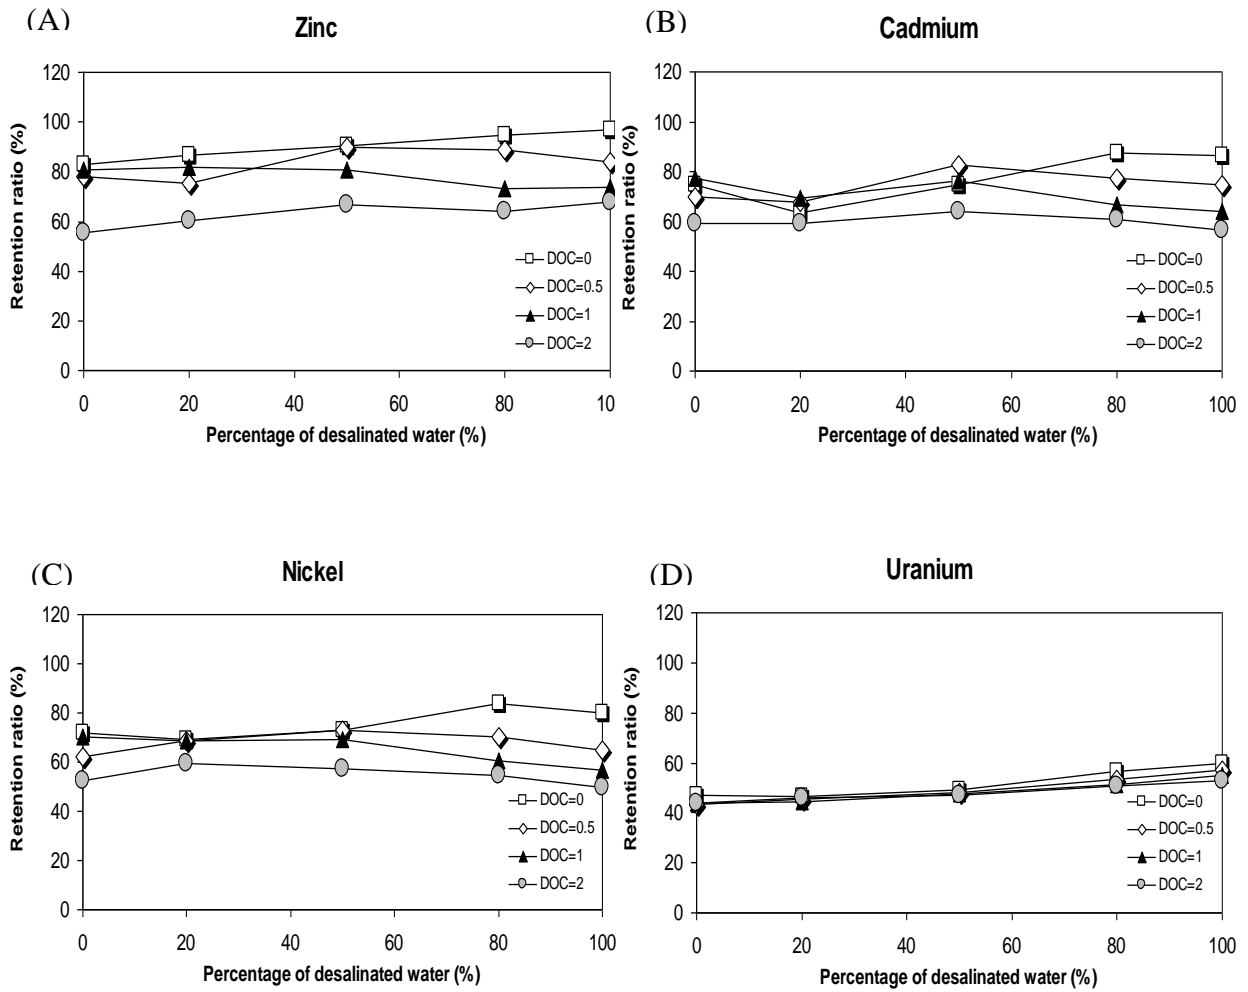 (A)
Zinc
120
100
80
60
40
20
0
Retention ratio (%)
0 20 40 60 80 10
Percentage of desalinated water (%)
DOC=0
DOC=0.5
DOC=1
DOC=2
(B)
Cadmium
120
100
80
60
40
20
0
Retention ratio (%)
0 20 40 60 80 100
Percentage of desalinated water (%)
DOC=0
DOC=0.5
DOC=1
DOC=2
(C)
Nickel
120
100
80
60
40
20
0
Retention ratio (%)
0 20 40 60 80 100
Percentage of desalinated water (%)
DOC=0
DOC=0.5
DOC=1
DOC=2
(D)
Uranium
120
100
80
60
40
20
0
Retention ratio (%)
0 20 40 60 80 100
Percentage of desalinated water (%)
DOC=0
DOC=0.5
DOC=1
DOC=2